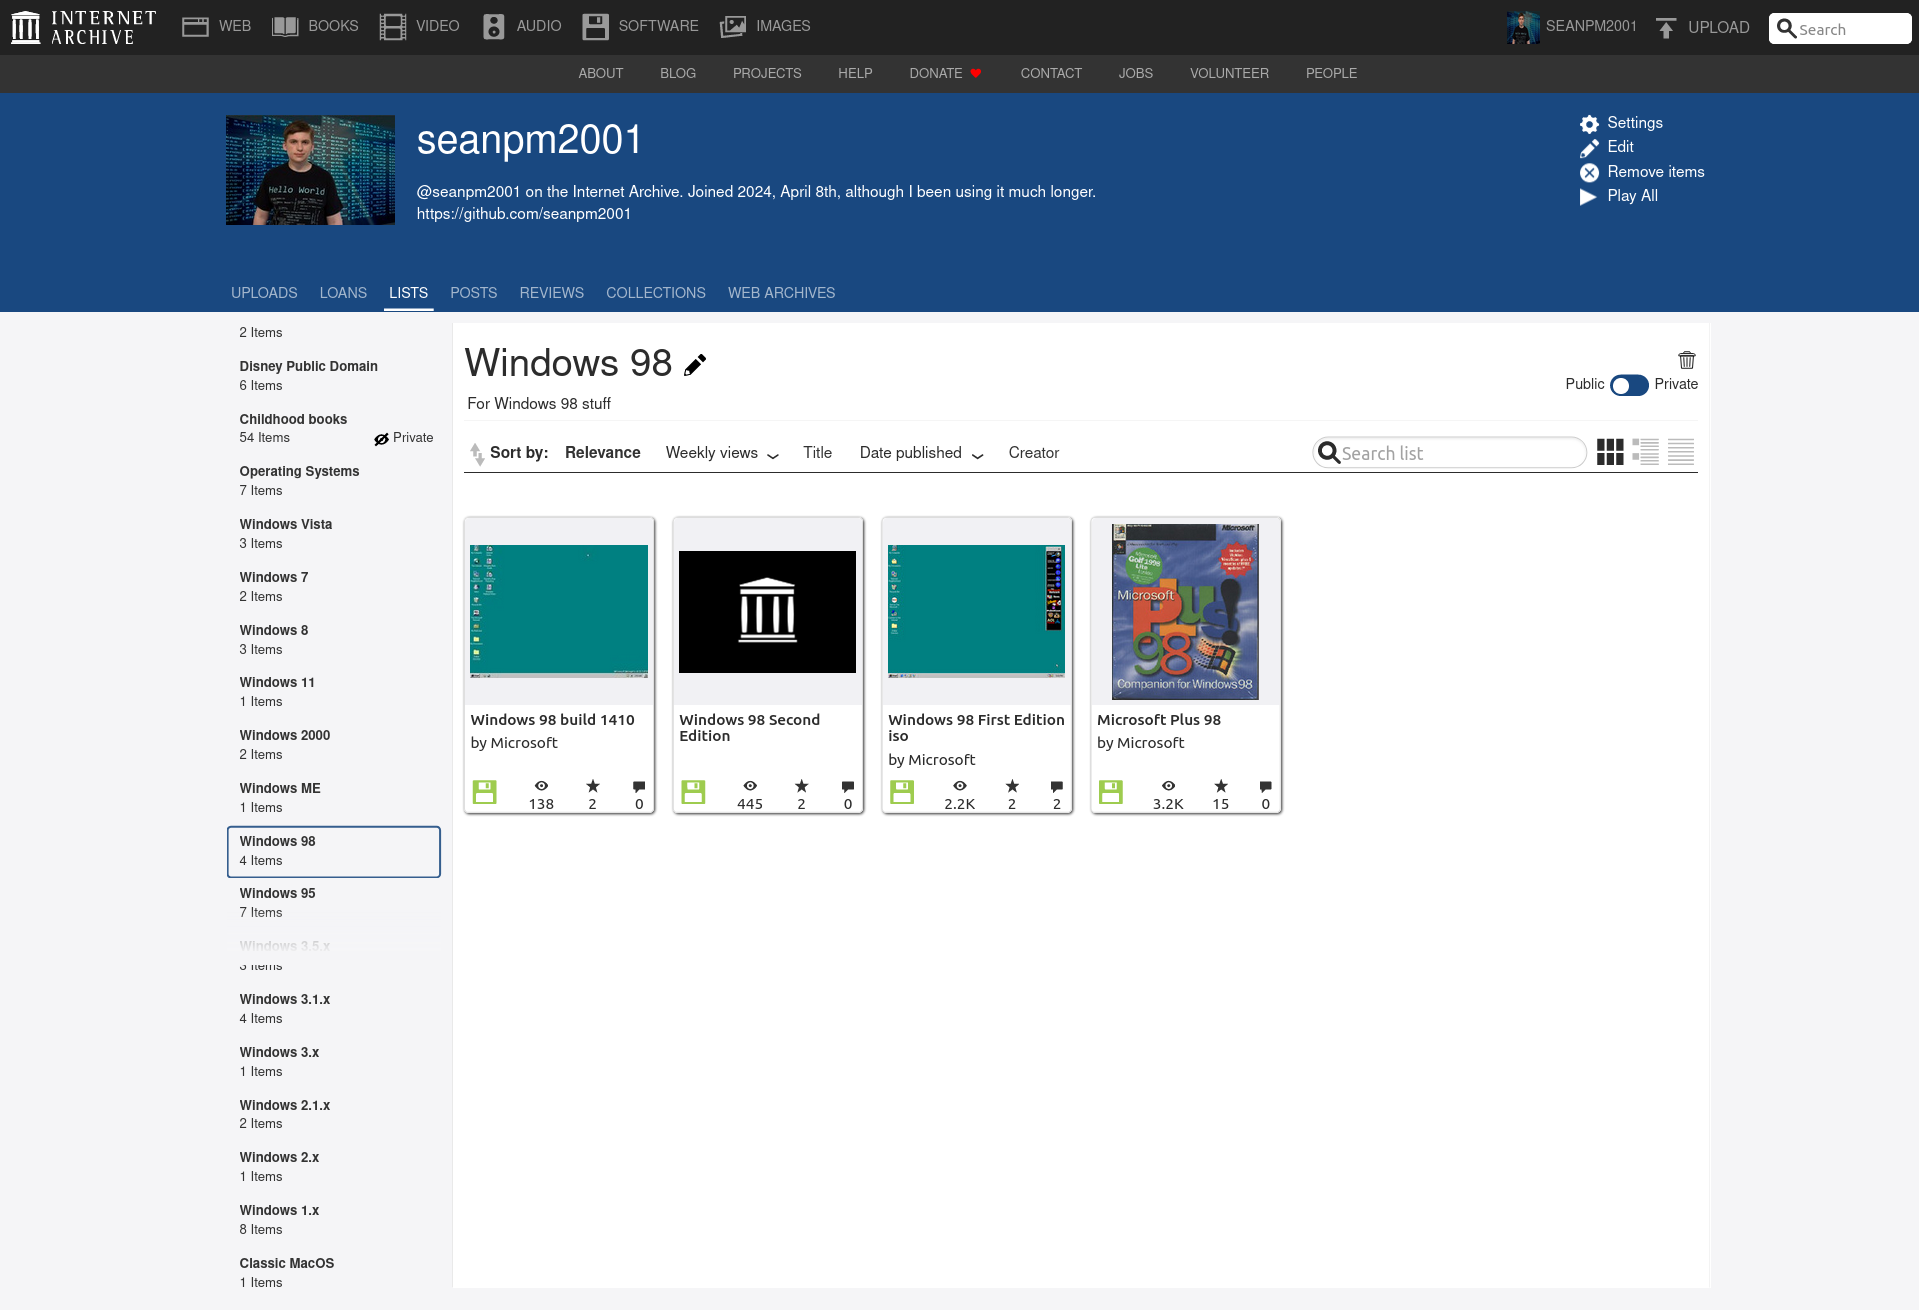 INTERNET ARCHIVE
WEB BOOKS VIDEO AUDIO SOFTWARE IMAGES
SEANPM2001 UPLOAD Search
ABOUT BLOG PROJECTS HELP DONATE CONTACT JOBS VOLUNTEER PEOPLE
Hello World
seanpm2001
@seanpm2001 on the Internet Archive. Joined 2024, April 8th, although I been using it much longer.
https://github.com/seanpm2001
Settings
Edit
Remove items
Play All
UPLOADS LOANS LISTS POSTS REVIEWS COLLECTIONS WEB ARCHIVES
2 Items
Disney Public Domain
6 Items
Childhood books
54 Items Private
Operating Systems
7 Items
Windows Vista
3 Items
Windows 7
2 Items
Windows 8
3 Items
Windows 11
1 Items
Windows 2000
2 Items
Windows ME
1 Items
Windows 98
4 Items
Windows 95
7 Items
Windows 3.5.x
3 Items
Windows 3.1.x
4 Items
Windows 3.x
1 Items
Windows 2.1.x
2 Items
Windows 2.x
1 Items
Windows 1.x
8 Items
Classic MacOS
1 Items
Windows 98
Public Private
For Windows 98 stuff
Sort by: Relevance Weekly views Title Date published Creator
Search list
Windows 98 build 1410
by Microsoft
138 2 0
Windows 98 Second
Edition
445 2 0
Windows 98 First Edition
iso
by Microsoft
2.2K 2 2
Microsoft
Microsoft
Golf 1998
Lite
Microsoft
Plus!
98
Companion for Windows 98
Microsoft Plus 98
by Microsoft
3.2K 15 0